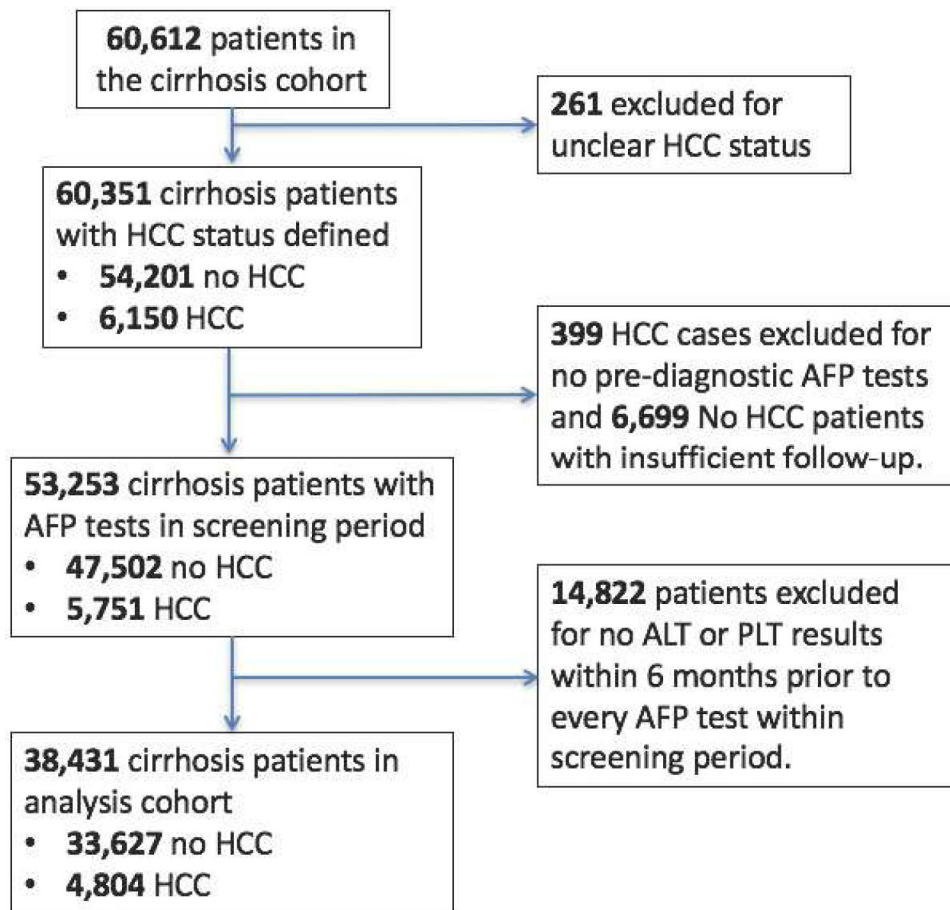 60,612 patients in
the cirrhosis cohort
261 excluded for
unclear HCC status
60,351 cirrhosis patients
with HCC status defined
• 54,201 no HCC
• 6,150 HCC
399 HCC cases excluded for
no pre-diagnostic AFP tests
and 6,699 No HCC patients
with insufficient follow-up.
53,253 cirrhosis patients with
AFP tests in screening period
• 47,502 no HCC
• 5,751 HCC
14,822 patients excluded
for no ALT or PLT results
within 6 months prior to
every AFP test within
screening period.
38,431 cirrhosis patients in
analysis cohort
• 33,627 no HCC
• 4,804 HCC